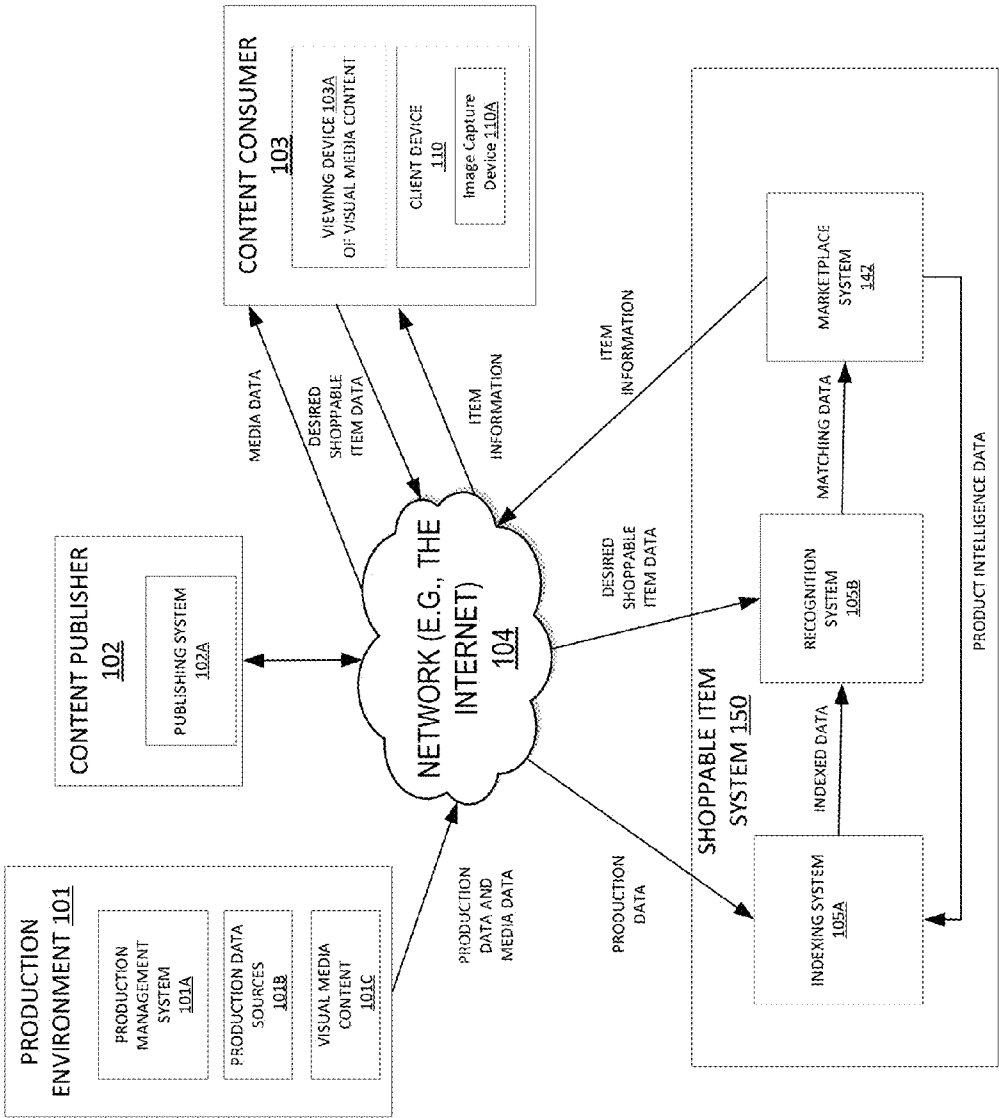 PRODUCTION
ENVIRONMENT 101
PRODUCTION
MANAGEMENT
SYSTEM
101A
PRODUCTION DATA
SOURCES
101B
VISUAL MEDIA
CONTENT
101C
CONTENT PUBLISHER
102
PUBLISHING SYSTEM
102A
CONTENT CONSUMER
103
VIEWING DEVICE 103A
OF VISUAL MEDIA CONTENT
CLIENT DEVICE
110
Image Capture
Device 110A
PRODUCTION
DATA AND
MEDIA DATA
MEDIA DATA
DESIRED
SHOPPABLE
ITEM DATA
ITEM
INFORMATION
NETWORK (E.G., THE
INTERNET)
104
PRODUCTION
DATA
DESIRED
SHOPPABLE
ITEM DATA
ITEM
INFORMATION
SHOPPABLE ITEM
SYSTEM 150
INDEXING SYSTEM
105A
INDEXED DATA
RECOGNITION
SYSTEM
105B
MATCHING DATA
MARKETPLACE
SYSTEM
142
PRODUCT INTELLIGENCE DATA